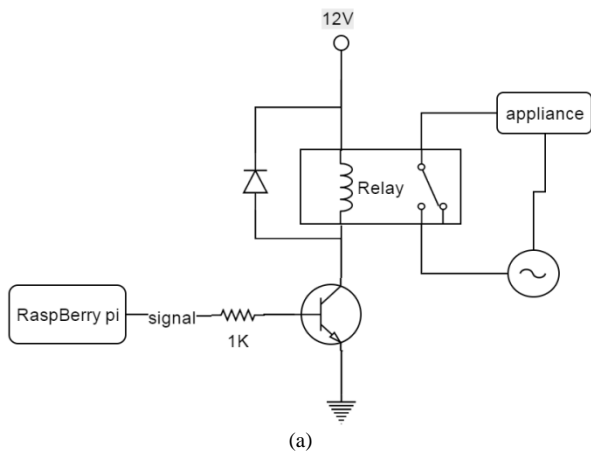 12V
appliance
Relay
RaspBerry pi
signal
1K
(a)